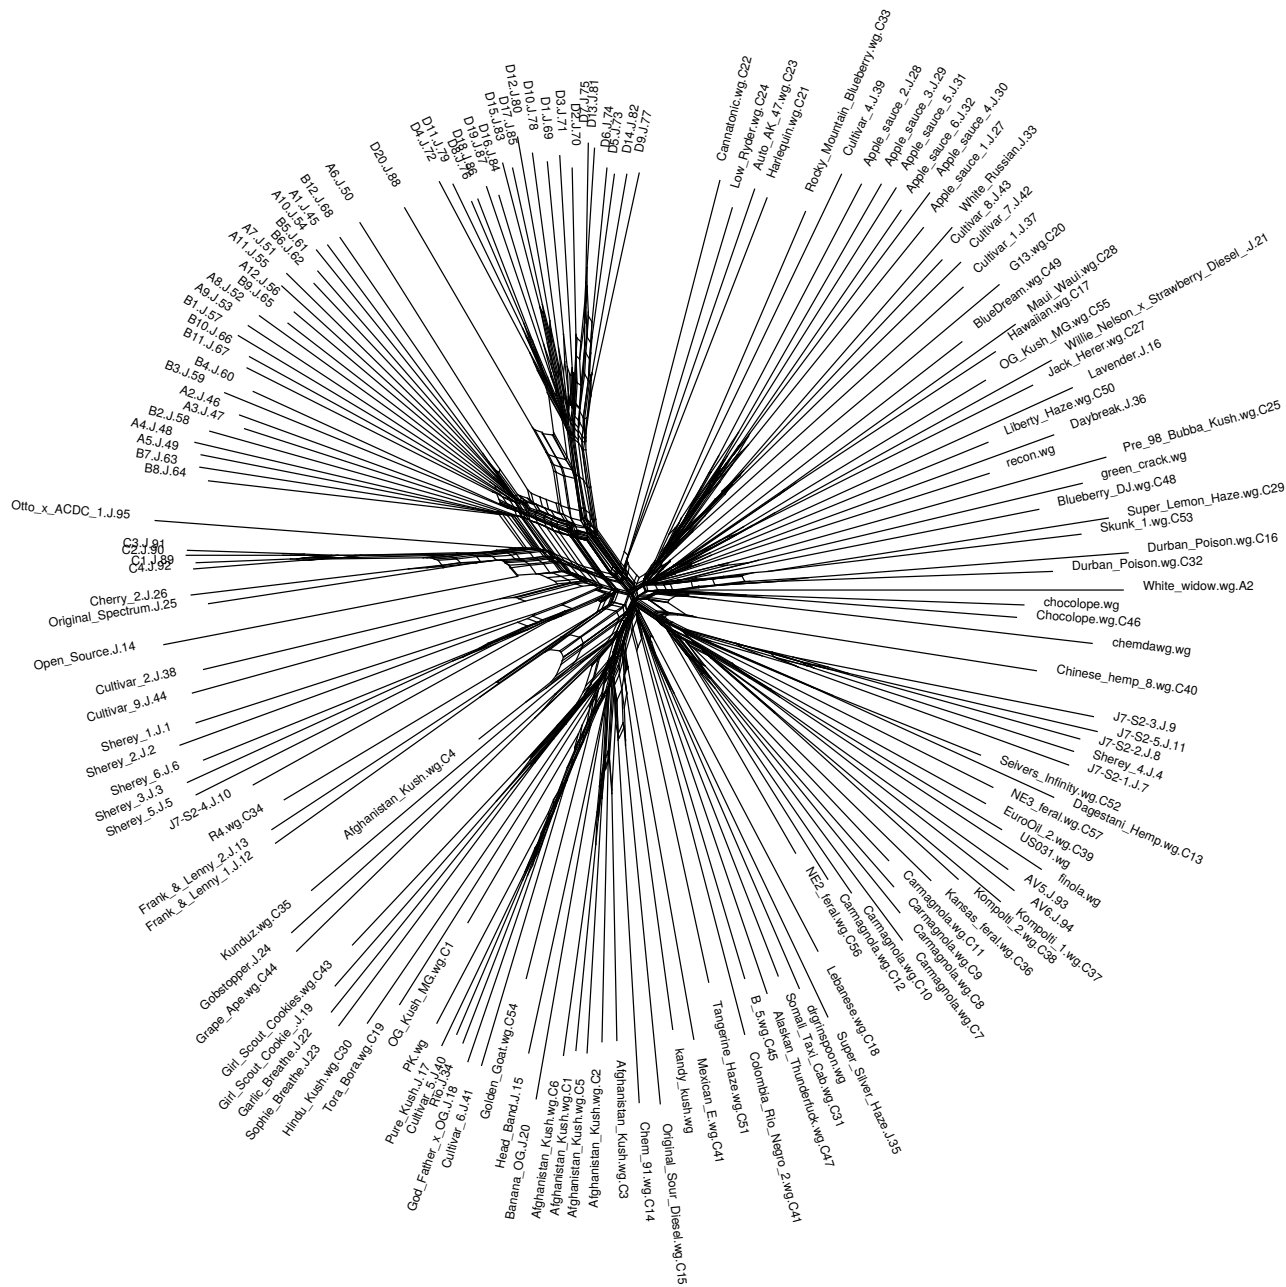 Cannatonic.wg.C22
Low_Ryder.wg.C24
Auto_AK_47.wg.C23
Harlequin.wg.C21
Rocky_Mountain_Blueberry.wg.C33
Cultivar_4.J.39
Apple_sauce_2.J.28
Apple_sauce_3.J.29
Apple_sauce_5.J.31
Apple_sauce_6.J.32
Apple_sauce_4.J.30
Apple_sauce_1.J.27
White_Russian.J.33
Cultivar_8.J.43
Cultivar_7.J.42
Cultivar_1.J.37
G13.wg.C20
BlueDream.wg.C49
Maui_Waui.wg.C28
Hawaiian.wg.C17
Willie_Nelson_x_Strawberry_Diesel_.J.21
OG_Kush_MG.wg.C55
Jack_Herer.wg.C27
Lavender.J.16
Liberty_Haze.wg.C50
Daybreak.J.36
recon.wg
Pre_98_Bubba_Kush.wg.C25
green_crack.wg
Blueberry_DJ.wg.C48
Super_Lemon_Haze.wg.C29
Skunk_1.wg.C53
Durban_Poison.wg.C16
Durban_Poison.wg.C32
White_widow.wg.A2
chocolope.wg
Chocolope.wg.C46
chemdawg.wg
Chinese_hemp_8.wg.C40
J7-S2-3.J.9
J7-S2-5.J.11
J7-S2-2.J.8
Sherey_4.J.4
J7-S2-1.J.7
Seivers_Infinity.wg.C52
Dagestani_Hemp.wg.C13
NE3_feral.wg.C57
EuroOil_2.wg.C39
US031.wg
finola.wg
AV5.J.93
AV6.J.94
Kompolti_1.wg.C37
Kompolti_2.wg.C38
Kansas_feral.wg.C36
Carmagnola.wg.C11
Carmagnola.wg.C9
Carmagnola.wg.C8
Carmagnola.wg.C7
Carmagnola.wg.C10
Carmagnola.wg.C12
NE2_feral.wg.C56
Lebanese.wg.C18
Super_Silver_Haze.J.35
drgrinspoon.wg
Somali_Taxi_Cab.wg.C31
Alaskan_Thunderfuck.wg.C47
B_5.wg.C45
Colombia_Rio_Negro_2.wg.C41
Tangerine_Haze.wg.C51
Mexican_E.wg.C41
kandy_kush.wg
Original_Sour_Diesel.wg.C15
Chem_91.wg.C14
Afghanistan_Kush.wg.C3
Afghanistan_Kush.wg.C2
Afghanistan_Kush.wg.C5
Afghanistan_Kush.wg.C1
Afghanistan_Kush.wg.C6
Banana_OG.J.20
Head_Band.J.15
Golden_Goat.wg.C54
Cultivar_6.J.41
God_Father_x_OG.J.18
Rio.J.34
Cultivar_5.J.40
Pure_Kush.J.17
PK.wg
OG_Kush_MG.wg.C1
Tora_Bora.wg.C19
Hindu_Kush.wg.C30
Sophie_Breathe.J.23
Garlic_Breathe.J.22
Girl_Scout_Cookie_.J.19
Girl_Scout_Cookies.wg.C43
Grape_Ape.wg.C44
Gobstopper.J.24
Kunduz.wg.C35
Afghanistan_Kush.wg.C4
Frank_&_Lenny_1.J.12
Frank_&_Lenny_2.J.13
R4.wg.C34
J7-S2-4.J.10
Sherey_5.J.5
Sherey_3.J.3
Sherey_6.J.6
Sherey_2.J.2
Sherey_1.J.1
Cultivar_9.J.44
Cultivar_2.J.38
Open_Source.J.14
Original_Spectrum.J.25
Cherry_2.J.26
C4.J.92
C1.J.89
C2.J.90
C3.J.91
Otto_x_ACDC_1.J.95
B8.J.64
B7.J.63
A5.J.49
A4.J.48
B2.J.58
A3.J.47
A2.J.46
B3.J.59
B4.J.60
B11.J.67
B10.J.66
B1.J.57
A9.J.53
A8.J.52
B9.J.65
A12.J.56
A11.J.55
A7.J.51
B6.J.62
B5.J.61
A10.J.54
A1.J.45
B12.J.68
A6.J.50
D20.J.88
D4.J.72
D11.J.79
D8.J.76
D18.J.86
D19.J.87
D16.J.84
D15.J.83
D17.J.85
D12.J.80
D10.J.78
D1.J.69
D3.J.71
D2.J.70
D7.J.75
D13.J.81
D6.J.74
D5.J.73
D14.J.82
D9.J.77